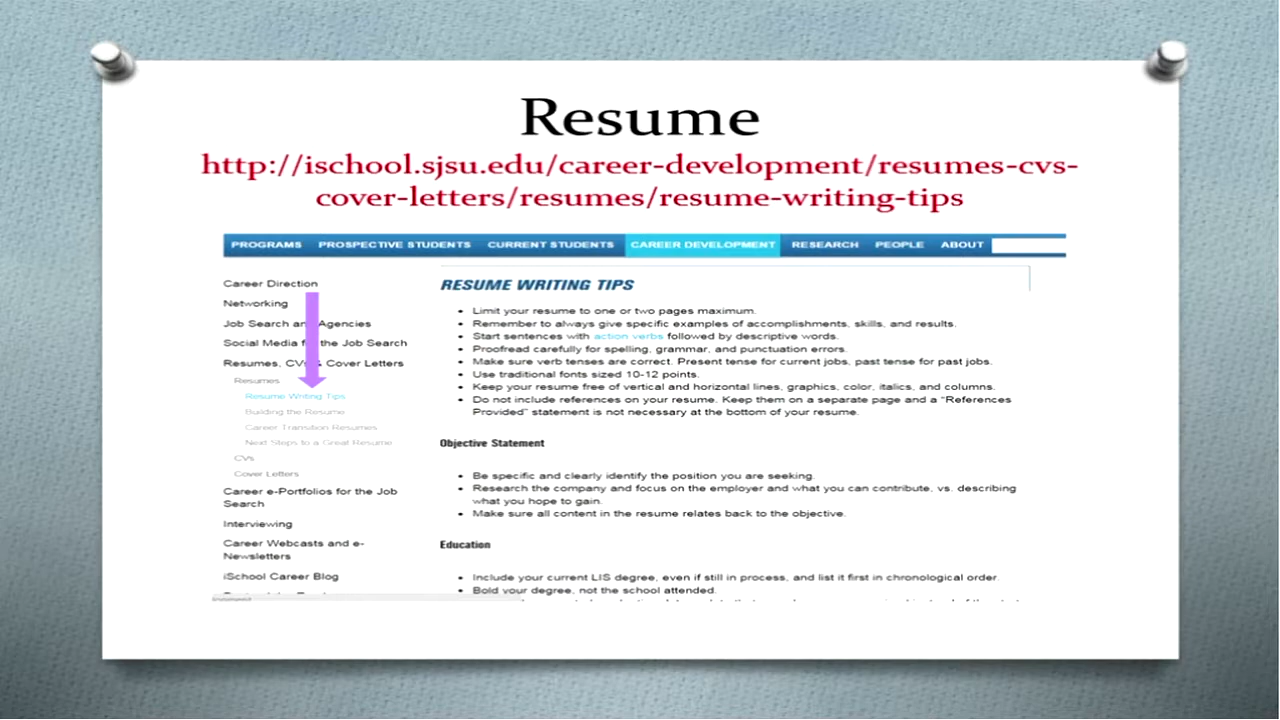 Resume
http://ischool.sjsu.edu/career-development/resumes-cvs-
cover-letters/resumes/resume-writing-tips
PROGRAMS PROSPECTIVE STUDENTS CURRENT STUDENTS CAREER DEVELOPMENT RESEARCH PEOPLE ABOUT
Career Direction
Networking
Job Search and Agencies
Social Media for the Job Search
Resumes, CVs & Cover Letters
Resumes
Resume Writing Tips
Building the Resume
Career Transition Resumes
Next Steps to a Great Resume
CVs
Cover Letters
Career e-Portfolios for the Job
Search
Interviewing
Career Webcasts and e-
Newsletters
iSchool Career Blog
RESUME WRITING TIPS
• Limit your resume to one or two pages maximum.
• Remember to always give specific examples of accomplishments, skills, and results.
• Start sentences with action verbs followed by descriptive words.
• Proofread carefully for spelling, grammar, and punctuation errors.
• Make sure verb tenses are correct. Present tense for current jobs, past tense for past jobs.
• Use traditional fonts sized 10-12 points.
• Keep your resume free of vertical and horizontal lines, graphics, color, italics, and columns.
• Do not include references on your resume. Keep them on a separate page and a “References
Provided” statement is not necessary at the bottom of your resume.
Objective Statement
• Be specific and clearly identify the position you are seeking.
• Research the company and focus on the employer and what you can contribute, vs. describing
what you hope to gain.
• Make sure all content in the resume relates back to the objective.
Education
• Include your current LIS degree, even if still in process, and list it first in chronological order.
• Bold your degree, not the school attended.